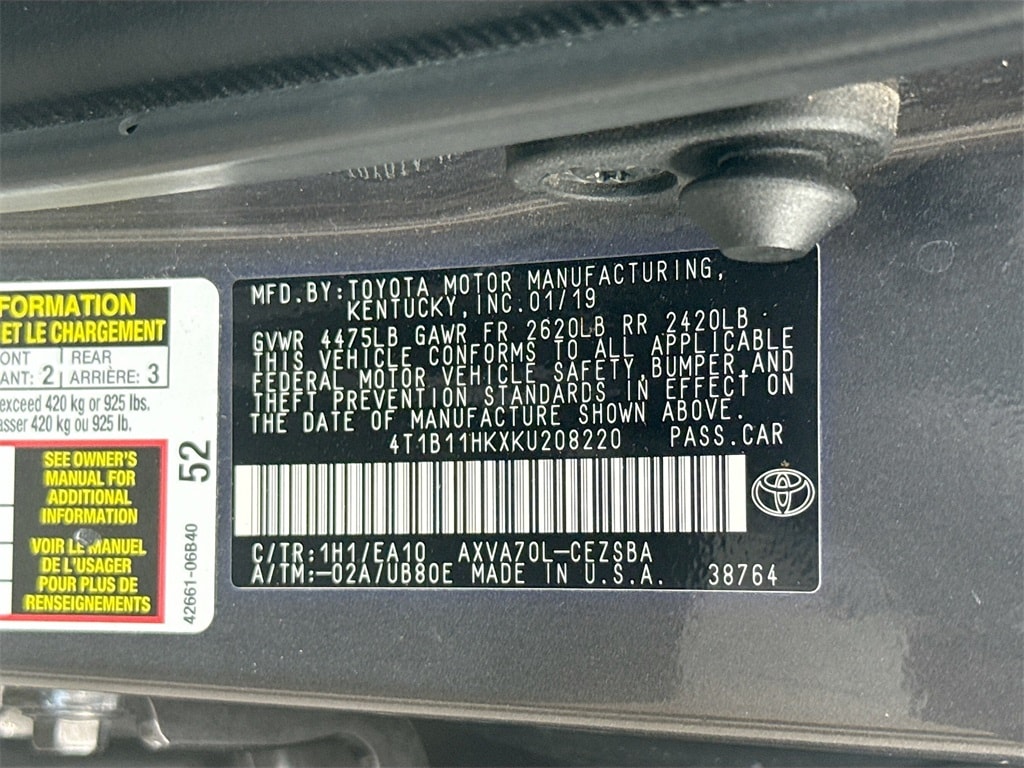 MFD.BY:TOYOTA MOTOR MANUFACTURING,
KENTUCKY, INC.01/19
GVWR 4475LB GAWR FR 2620LB RR 2420LB
THIS VEHICLE CONFORMS TO ALL APPLICABLE
FEDERAL MOTOR VEHICLE SAFETY,BUMPER,AND
THEFT PREVENTION STANDARDS IN EFFECT ON
THE DATE OF MANUFACTURE SHOWN ABOVE.
4T1B11HKXKU208220 PASS.CAR
C/TR:1H1/EA10 AXVA70L-CEZSBA
A/TM:-02A/UB80E MADE IN U.S.A. 38764
FORMATION
ET LE CHARGEMENT
ONT REAR
ANT: 2 ARRIÈRE: 3
exceed 420 kg or 925 lbs.
asser 420 kg ou 925 lb.
SEE OWNER'S
MANUAL FOR
ADDITIONAL
INFORMATION
VOIR LE MANUEL
DE L'USAGER
POUR PLUS DE
RENSEIGNEMENTS
52
42661-06B40
TOYOTA